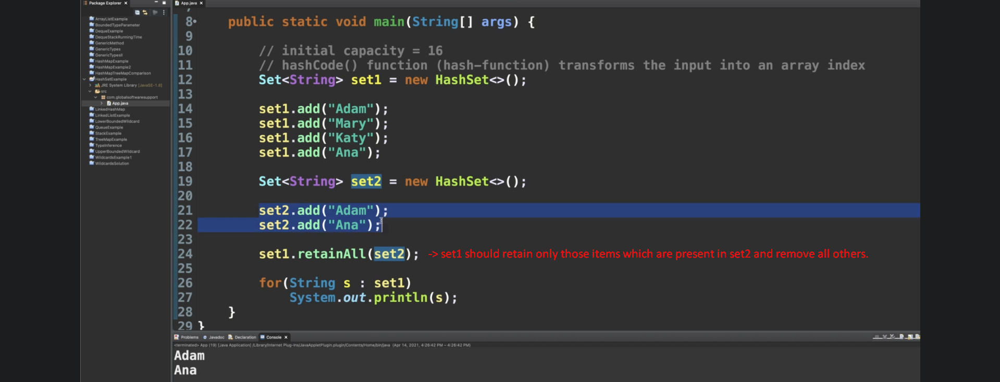 Package Explorer
ArrayListExample
BoundedTypeParameter
DequeExample
DequeStackRunningTime
GenericMethod
GenericTypes
GenericTypesII
HashMapExample
HashMapExample2
HashMapTreeMapComparison
HashSetExample
JRE System Library [JavaSE-1.8]
src
com.globalsoftwaresupport
App.java
LinkedHashMap
LinkedListExample
LowerBoundedWildcard
QueueExample
StackExample
TreeMapExample
TypeInference
UpperBoundedWildcard
WildcardsExample1
WildcardsSolution
App.java
8 public static void main(String[] args) {
9
10 // initial capacity = 16
11 // hashCode() function (hash-function) transforms the input into an array index
12 Set<String> set1 = new HashSet<>();
13
14 set1.add("Adam");
15 set1.add("Mary");
16 set1.add("Katy");
17 set1.add("Ana");
18
19 Set<String> set2 = new HashSet<>();
20
21 set2.add("Adam");
22 set2.add("Ana");
23
24 set1.retainAll(set2); -> set1 should retain only those items which are present in set2 and remove all others.
25
26 for(String s : set1)
27 System.out.println(s);
28 }
29 }
Problems Javadoc Declaration Console
<terminated> App (19) [Java Application] /Library/Internet Plug-Ins/JavaAppletPlugin.plugin/Contents/Home/bin/java (Apr 14, 2021, 4:26:42 PM – 4:26:42 PM)
Adam
Ana